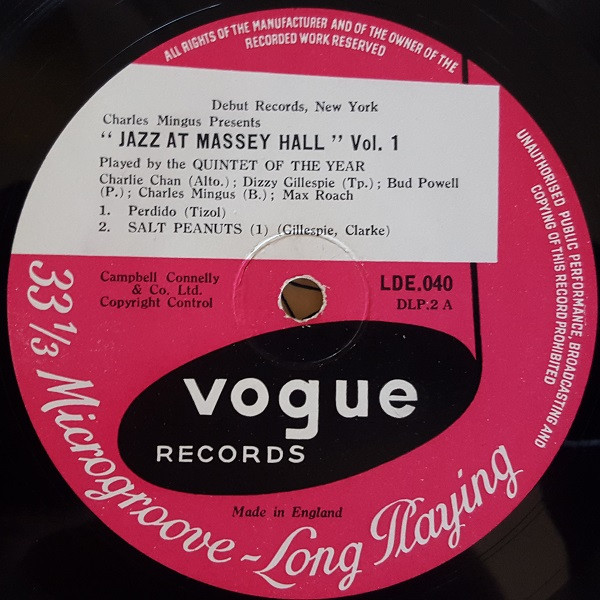 ALL RIGHTS OF THE MANUFACTURER AND OF THE OWNER OF THE
RECORDED WORK RESERVED
Debut Records, New York
Charles Mingus Presents
“ JAZZ AT MASSEY HALL ” Vol. 1
Played by the QUINTET OF THE YEAR
Charlie Chan (Alto.) ; Dizzy Gillespie (Tp.) ; Bud Powell
(P.) ; Charles Mingus (B.) ; Max Roach
1. Perdido (Tizol)
2. SALT PEANUTS (1) (Gillespie, Clarke)
Campbell Connelly
& Co. Ltd.
Copyright Control
LDE.040
DLP.2 A
UNAUTHORISED PUBLIC PERFORMANCE, BROADCASTING AND
COPYING OF THIS RECORD PROHIBITED
vogue
RECORDS
Made in England
33 1/3 Microgroove - Long Playing